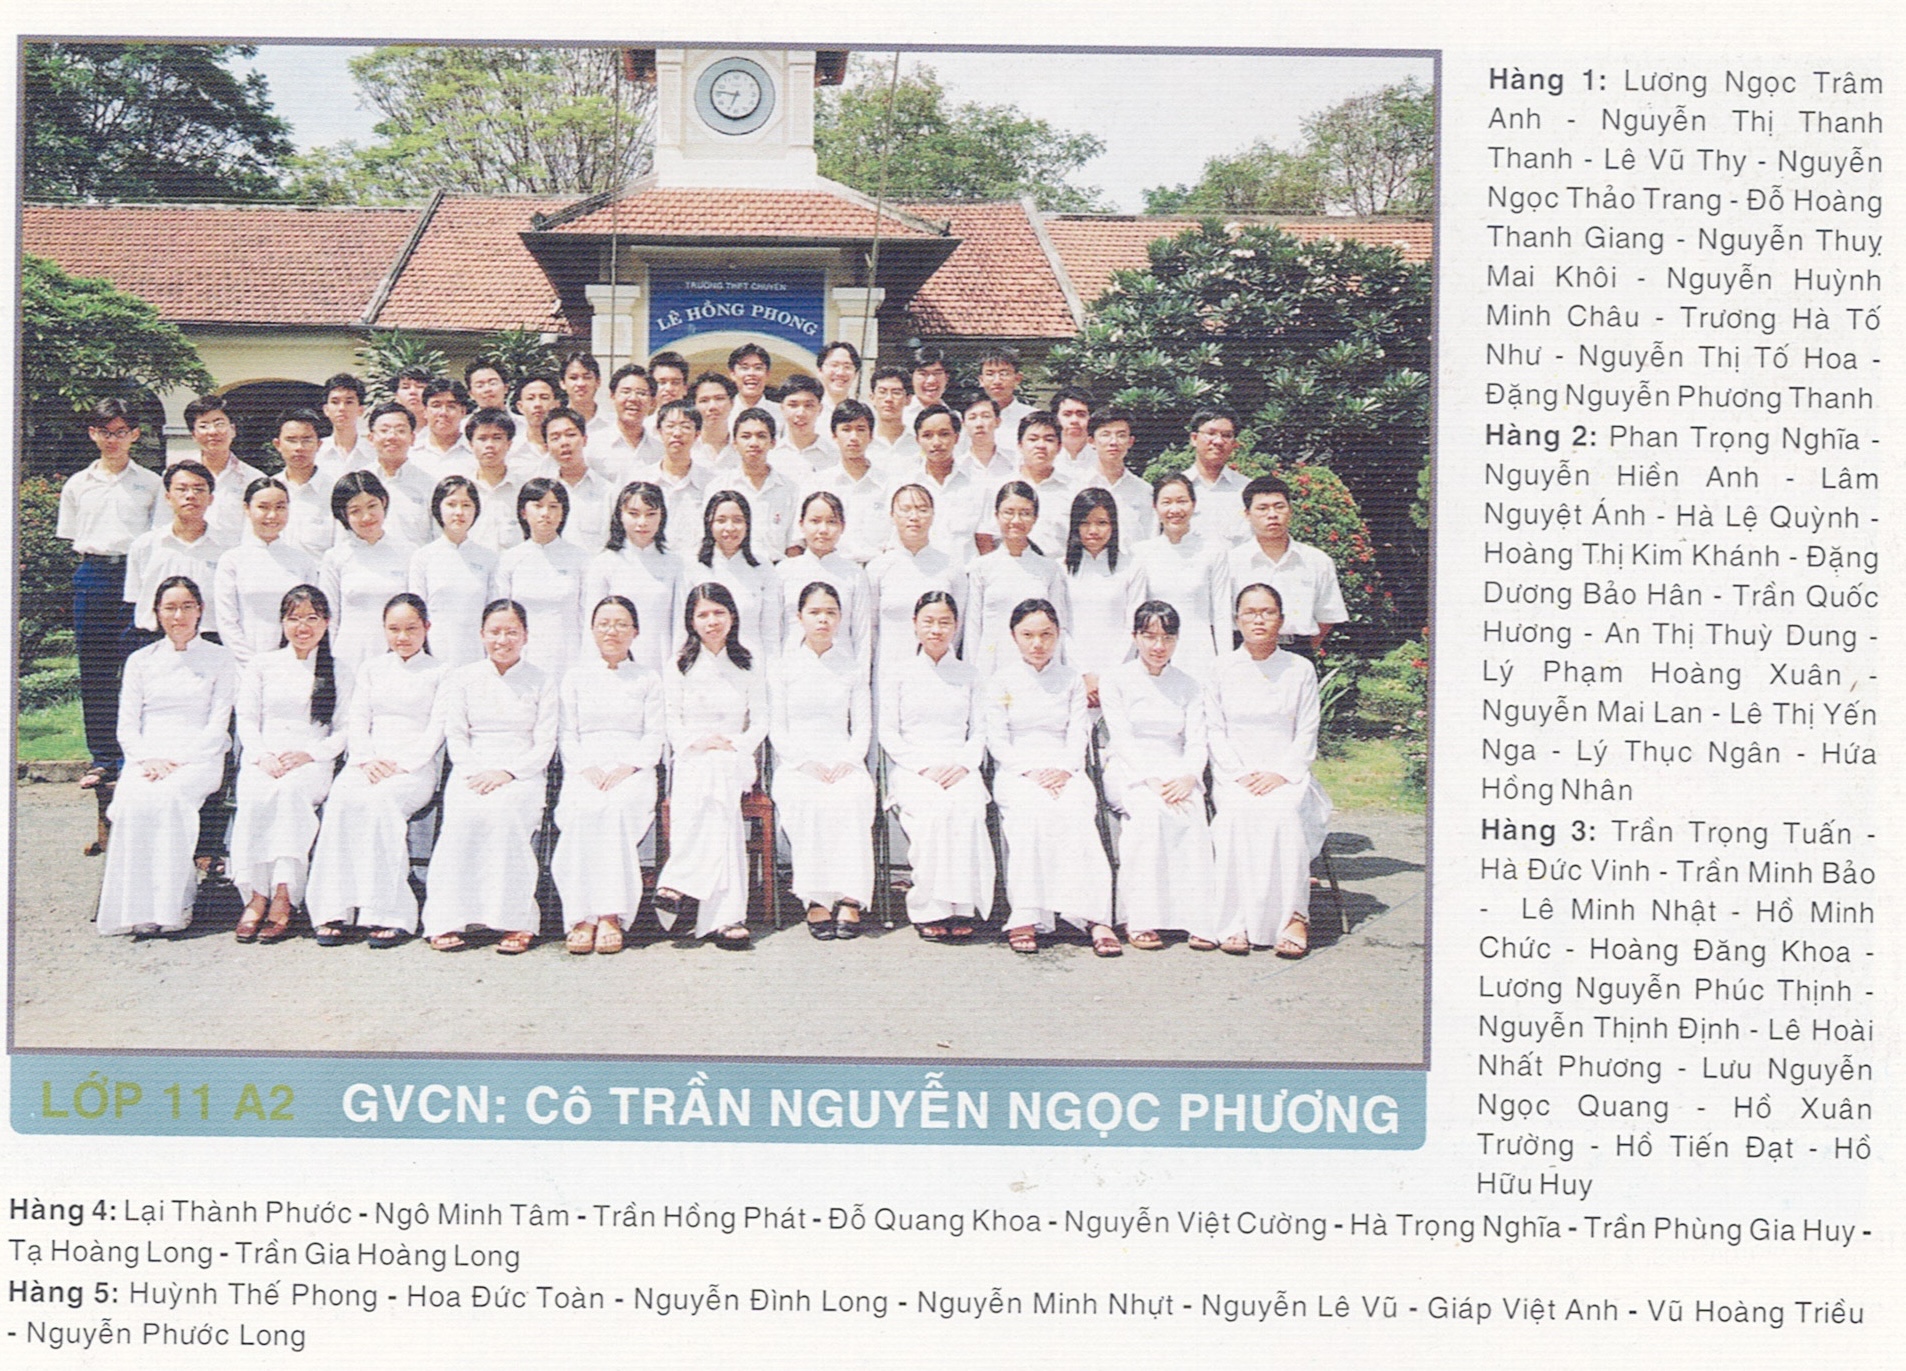 TRƯỜNG THPT CHUYÊN
LÊ HỒNG PHONG
LỚP 11 A2 GVCN: Cô TRẦN NGUYỄN NGỌC PHƯƠNG
Hàng 1: Lương Ngọc Trâm
Anh - Nguyễn Thị Thanh
Thanh - Lê Vũ Thy - Nguyễn
Ngọc Thảo Trang - Đỗ Hoàng
Thanh Giang - Nguyễn Thuỵ
Mai Khôi - Nguyễn Huỳnh
Minh Châu - Trương Hà Tố
Như - Nguyễn Thị Tố Hoa -
Đặng Nguyễn Phương Thanh
Hàng 2: Phan Trọng Nghĩa -
Nguyễn Hiền Anh - Lâm
Nguyệt Ánh - Hà Lệ Quỳnh -
Hoàng Thị Kim Khánh - Đặng
Dương Bảo Hân - Trần Quốc
Hương - An Thị Thuỳ Dung -
Lý Phạm Hoàng Xuân -
Nguyễn Mai Lan - Lê Thị Yến
Nga - Lý Thục Ngân - Hứa
Hồng Nhân
Hàng 3: Trần Trọng Tuấn -
Hà Đức Vinh - Trần Minh Bảo
- Lê Minh Nhật - Hồ Minh
Chức - Hoàng Đăng Khoa -
Lương Nguyễn Phúc Thịnh -
Nguyễn Thịnh Định - Lê Hoài
Nhất Phương - Lưu Nguyễn
Ngọc Quang - Hồ Xuân
Trường - Hồ Tiến Đạt - Hồ
Hữu Huy
Hàng 4: Lại Thành Phước - Ngô Minh Tâm - Trần Hồng Phát - Đỗ Quang Khoa - Nguyễn Việt Cường - Hà Trọng Nghĩa - Trần Phùng Gia Huy -
Tạ Hoàng Long - Trần Gia Hoàng Long
Hàng 5: Huỳnh Thế Phong - Hoa Đức Toàn - Nguyễn Đình Long - Nguyễn Minh Nhựt - Nguyễn Lê Vũ - Giáp Việt Anh - Vũ Hoàng Triều
- Nguyễn Phước Long